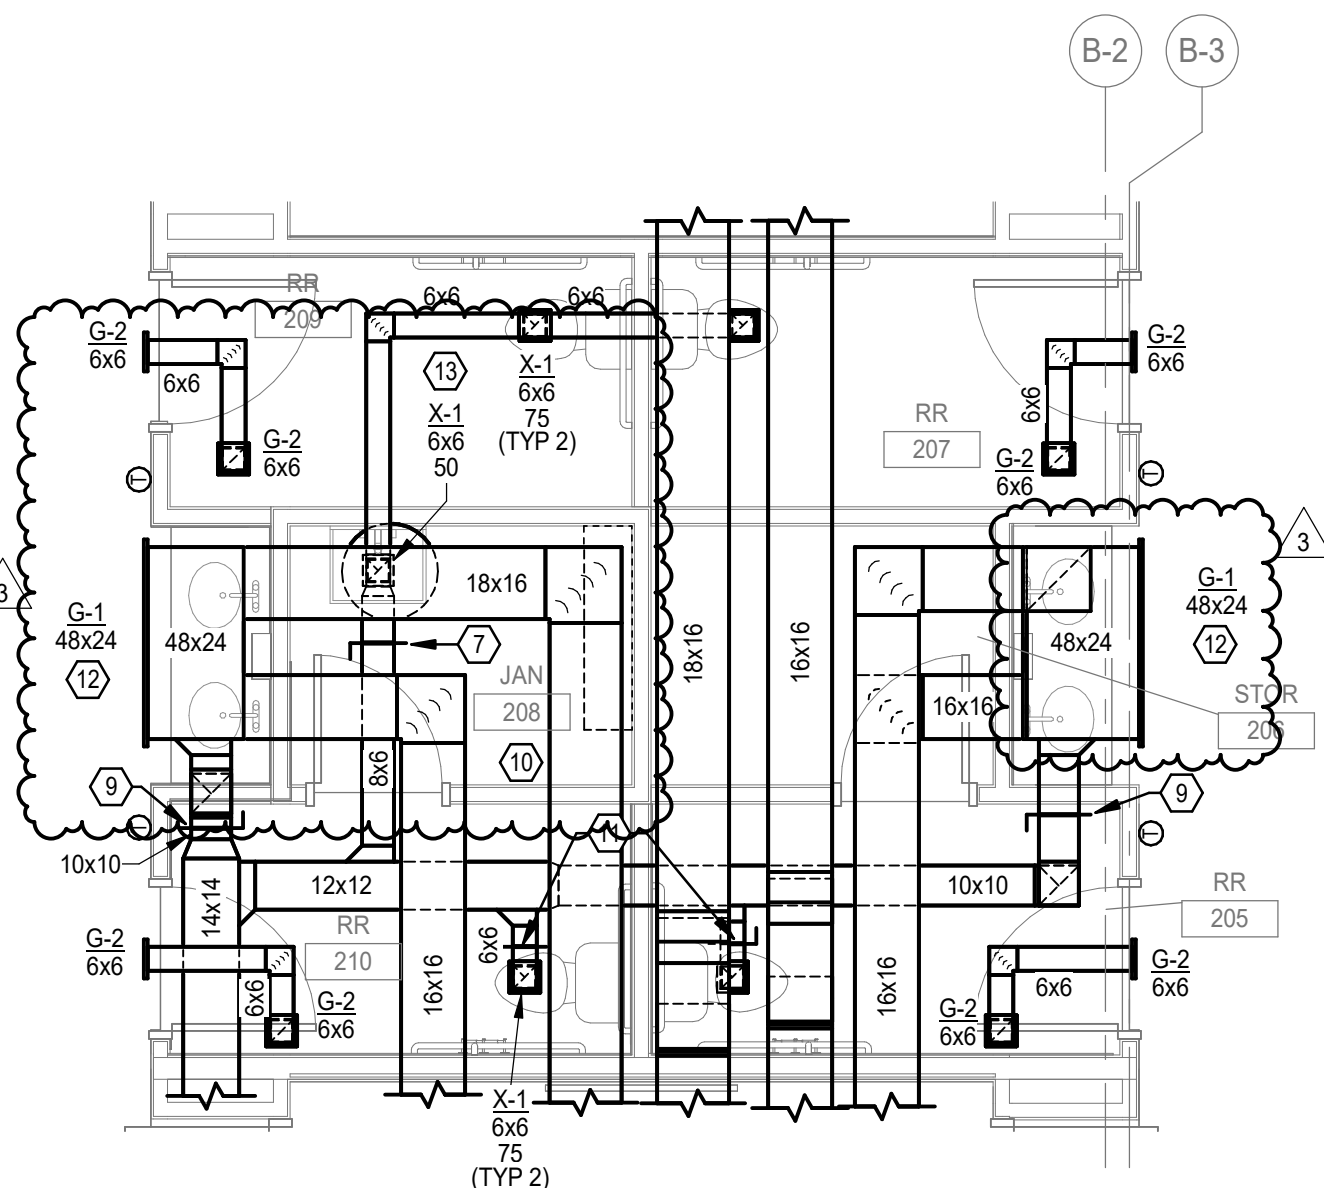 B-2
B-3
RR
209
6x6
6x6
G-2
6x6
6x6
G-2
6x6
13
X-1
6x6
50
X-1
6x6
75
(TYP 2)
RR
207
6x6
G-2
6x6
G-2
6x6
T
T
3
3
G-1
48x24
12
48x24
18x16
7
JAN
208
10
8x6
18x16
16x16
16x16
48x24
G-1
48x24
12
STOR
206
9
9
T
T
10x10
14x14
12x12
11
10x10
RR
210
RR
205
G-2
6x6
6x6
G-2
6x6
16x16
6x6
16x16
G-2
6x6
6x6
G-2
6x6
X-1
6x6
75
(TYP 2)